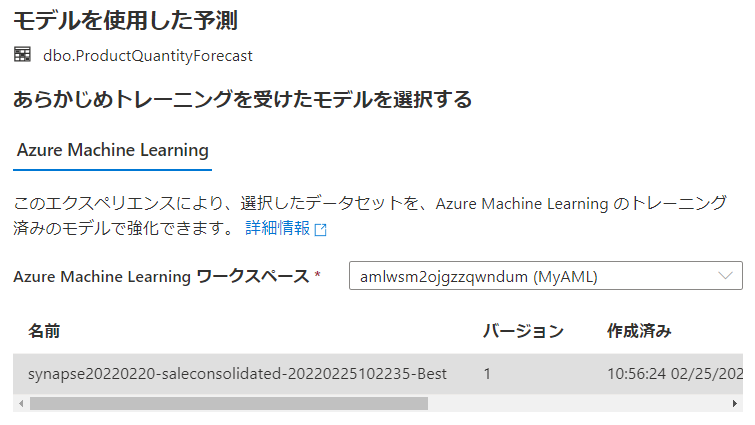 モデルを使用した予測
dbo.ProductQuantityForecast
あらかじめトレーニングを受けたモデルを選択する
Azure Machine Learning
このエクスペリエンスにより、選択したデータセットを、Azure Machine Learning のトレーニング
済みのモデルで強化できます。 詳細情報
Azure Machine Learning ワークスペース * amlwsm2ojgzzqwndum (MyAML)
名前 バージョン 作成済み
synapse20220220-saleconsolidated-20220225102235-Best 1 10:56:24 02/25/202